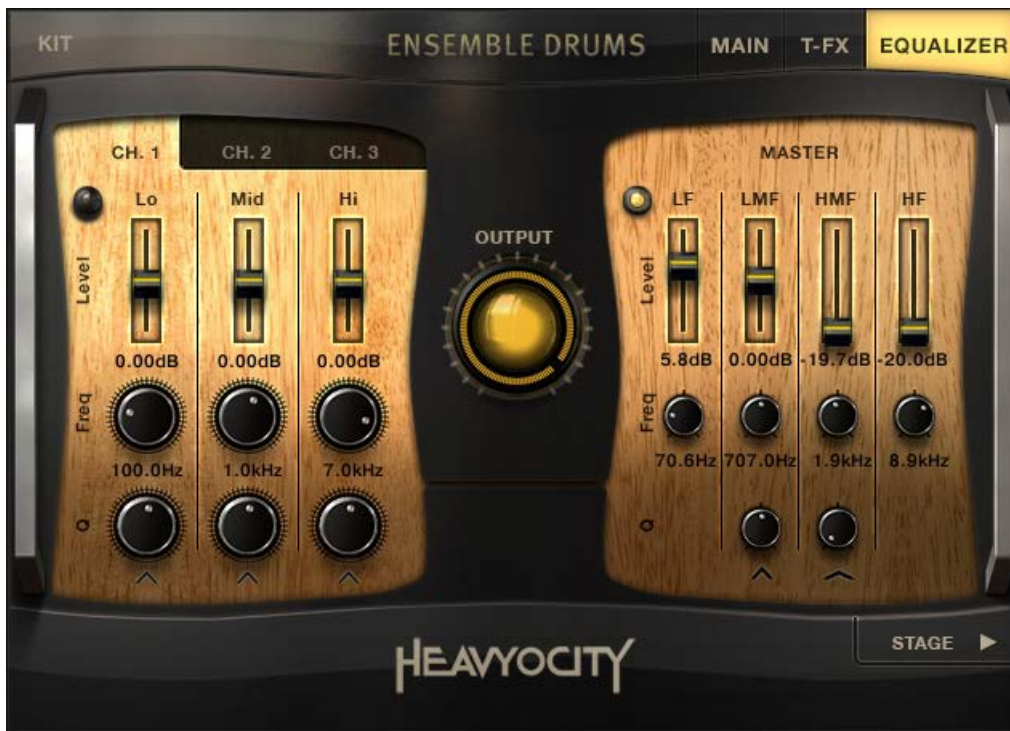 KIT
ENSEMBLE DRUMS
MAIN
T-FX
EQUALIZER
CH. 1
CH. 2
CH. 3
Lo
Mid
Hi
Level
0.00dB
0.00dB
0.00dB
Freq
100.0Hz
1.0kHz
7.0kHz
Q
OUTPUT
MASTER
LF
LMF
HMF
HF
Level
5.8dB
0.00dB
-19.7dB
-20.0dB
Freq
70.6Hz
707.0Hz
1.9kHz
8.9kHz
Q
HEAVYOCITY
STAGE